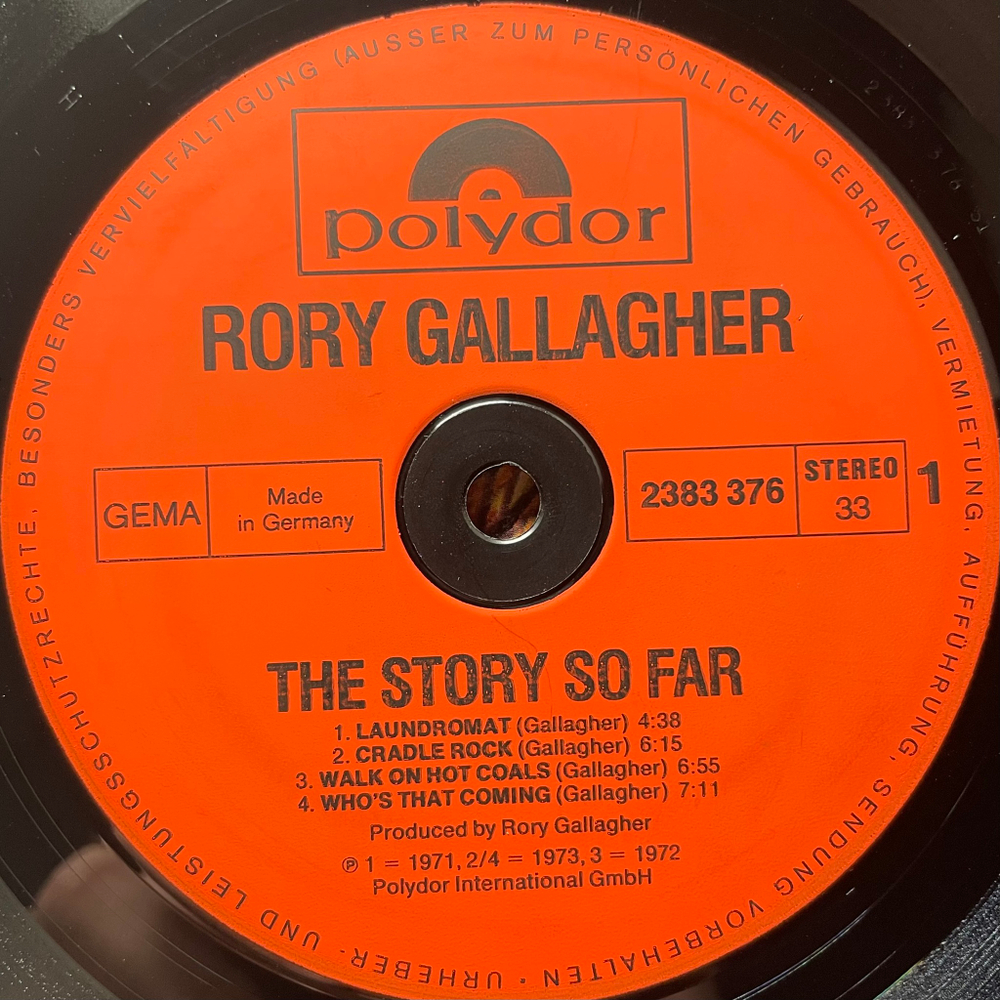 URHEBER- UND LEISTUNGSSCHUTZRECHTE, BESONDERS VERVIELFÄLTIGUNG (AUSSER ZUM PERSÖNLICHEN GEBRAUCH), VERMIETUNG, AUFFÜHRUNG, SENDUNG VORBEHALTEN ·
polydor
RORY GALLAGHER
GEMA
Made
in Germany
2383 376
STEREO
33
1
THE STORY SO FAR
1. LAUNDROMAT (Gallagher) 4:38
2. CRADLE ROCK (Gallagher) 6:15
3. WALK ON HOT COALS (Gallagher) 6:55
4. WHO'S THAT COMING (Gallagher) 7:11
Produced by Rory Gallagher
℗ 1 = 1971, 2/4 = 1973, 3 = 1972
Polydor International GmbH